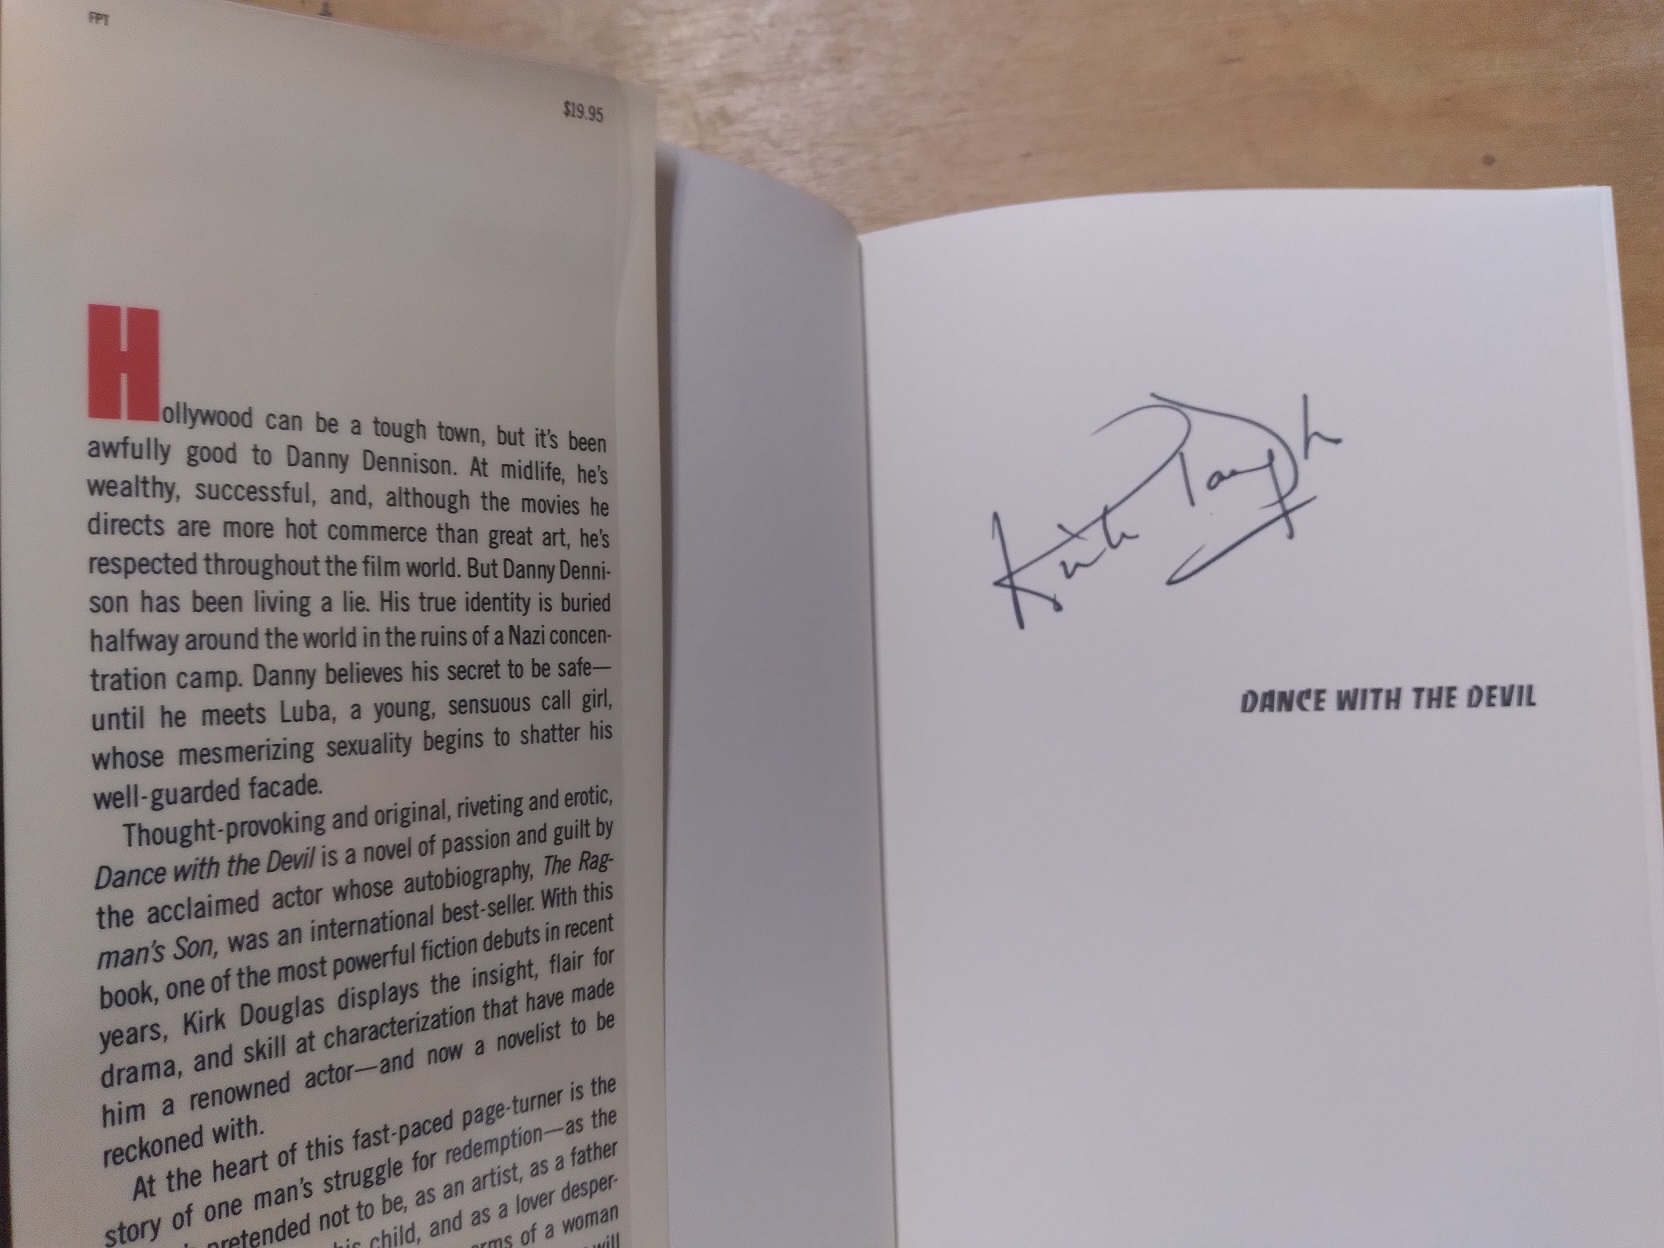 FPT
$19.95
Hollywood can be a tough town, but it's been
awfully good to Danny Dennison. At midlife, he's
wealthy, successful, and, although the movies he
directs are more hot commerce than great art, he's
respected throughout the film world. But Danny Denni-
son has been living a lie. His true identity is buried
halfway around the world in the ruins of a Nazi concen-
tration camp. Danny believes his secret to be safe—
until he meets Luba, a young, sensuous call girl,
whose mesmerizing sexuality begins to shatter his
well-guarded facade.
Thought-provoking and original, riveting and erotic,
Dance with the Devil is a novel of passion and guilt by
the acclaimed actor whose autobiography, The Rag-
man's Son, was an international best-seller. With this
book, one of the most powerful fiction debuts in recent
years, Kirk Douglas displays the insight, flair for
drama, and skill at characterization that have made
him a renowned actor—and now a novelist to be
reckoned with.
At the heart of this fast-paced page-turner is the
story of one man's struggle for redemption—as the
pretended not to be, as an artist, as a father
his child, and as a lover desper-
arms of a woman
will
Kirk Douglas
DANCE WITH THE DEVIL